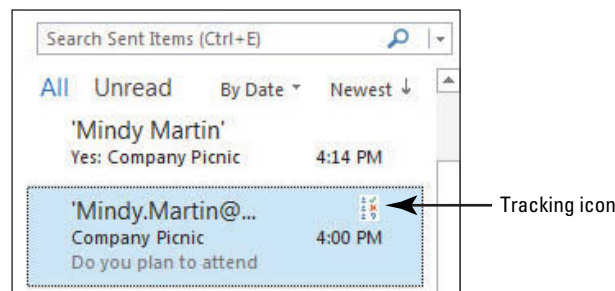 Search Sent Items (Ctrl+E)
All Unread By Date Newest ↓
'Mindy Martin'
Yes: Company Picnic 4:14 PM
'Mindy.Martin@...
Tracking icon
Company Picnic 4:00 PM
Do you plan to attend